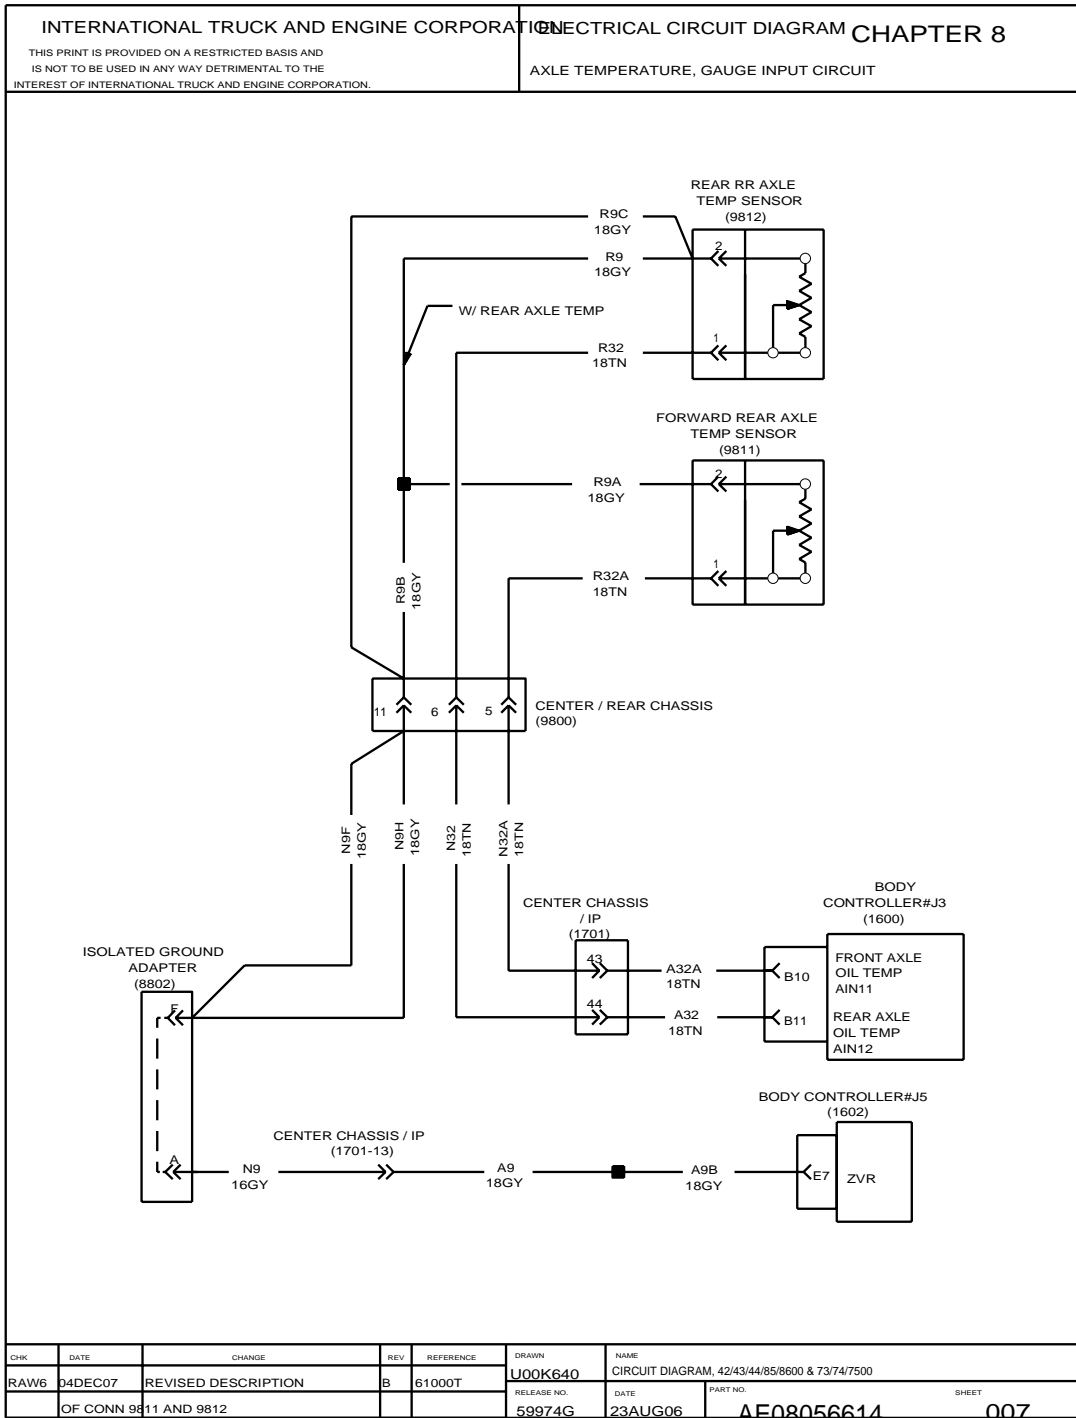 INTERNATIONAL TRUCK AND ENGINE CORPORATION
THIS PRINT IS PROVIDED ON A RESTRICTED BASIS AND
IS NOT TO BE USED IN ANY WAY DETRIMENTAL TO THE
INTEREST OF INTERNATIONAL TRUCK AND ENGINE CORPORATION.
ELECTRICAL CIRCUIT DIAGRAM CHAPTER 8
AXLE TEMPERATURE, GAUGE INPUT CIRCUIT
REAR RR AXLE
TEMP SENSOR
(9812)
R9C
18GY
2
R9
18GY
W/ REAR AXLE TEMP
1
R32
18TN
FORWARD REAR AXLE
TEMP SENSOR
(9811)
2
R9A
18GY
1
R32A
18TN
R9B
18GY
11
6
5
CENTER / REAR CHASSIS
(9800)
N9F
18GY
N9H
18GY
N32
18TN
N32A
18TN
CENTER CHASSIS
/ IP
(1701)
43
44
A32A
18TN
A32
18TN
BODY
CONTROLLER#J3
(1600)
B10
FRONT AXLE
OIL TEMP
AIN11
B11
REAR AXLE
OIL TEMP
AIN12
ISOLATED GROUND
ADAPTER
(8802)
F
A
N9
16GY
CENTER CHASSIS / IP
(1701-13)
A9
18GY
A9B
18GY
BODY CONTROLLER#J5
(1602)
E7
ZVR
CHK DATE CHANGE REV REFERENCE
RAW6 04DEC07 REVISED DESCRIPTION B 61000T
OF CONN 9811 AND 9812
DRAWN
U00K640
NAME
CIRCUIT DIAGRAM, 42/43/44/85/8600 & 73/74/7500
RELEASE NO.
59974G
DATE
23AUG06
PART NO.
AE08056614
SHEET
007